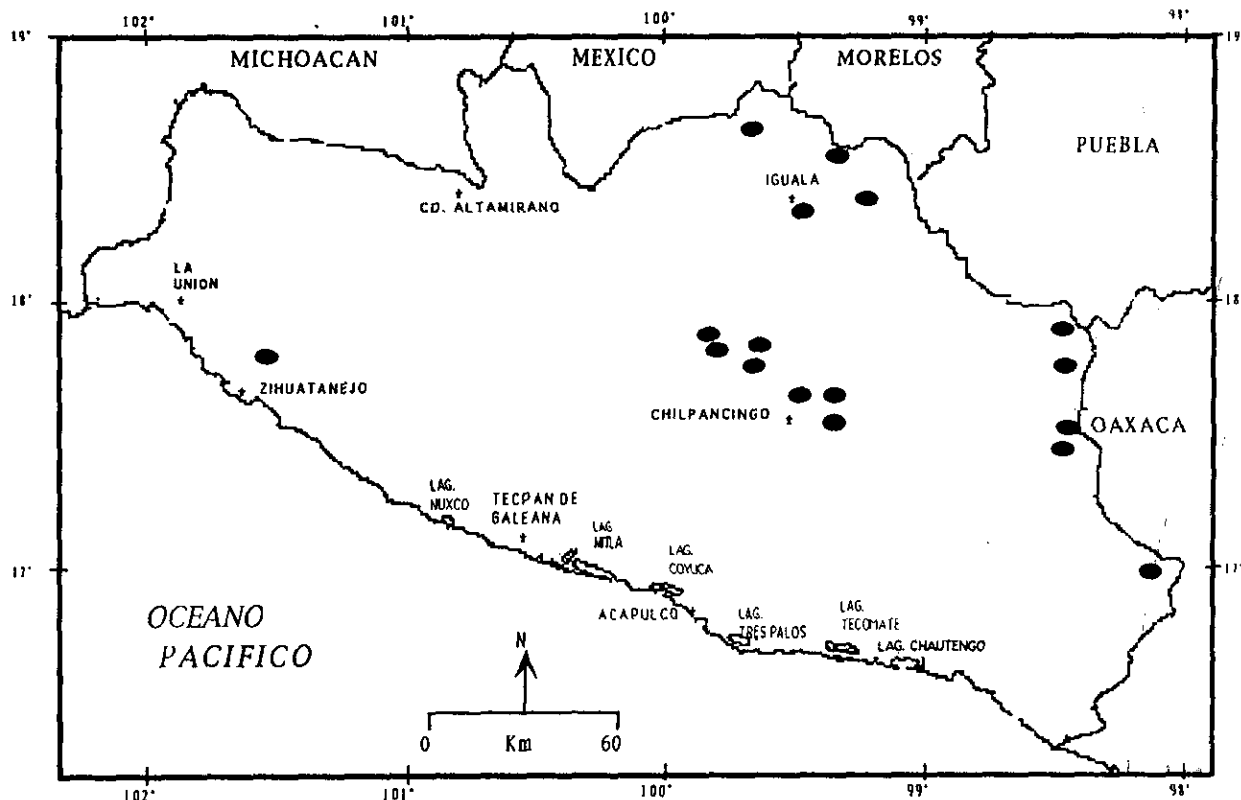 102° 101° 100° 99° 98°
19° 19°
MICHOACAN MEXICO MORELOS
PUEBLA
IGUALA
CD. ALTAMIRANO
LA
UNION
18° 18°
ZIHUATANEJO
CHILPANCINGO
OAXACA
LAG.
NUXCO
TECPAN DE
GALEANA
LAG
MITLA
LAG.
COYUCA
17° 17°
ACAPULCO
LAG.
TRES PALOS
LAG.
TECOMATE
LAG. CHAUTENGO
OCEANO
PACIFICO
N
0 Km 60
102° 101° 100° 99° 98°